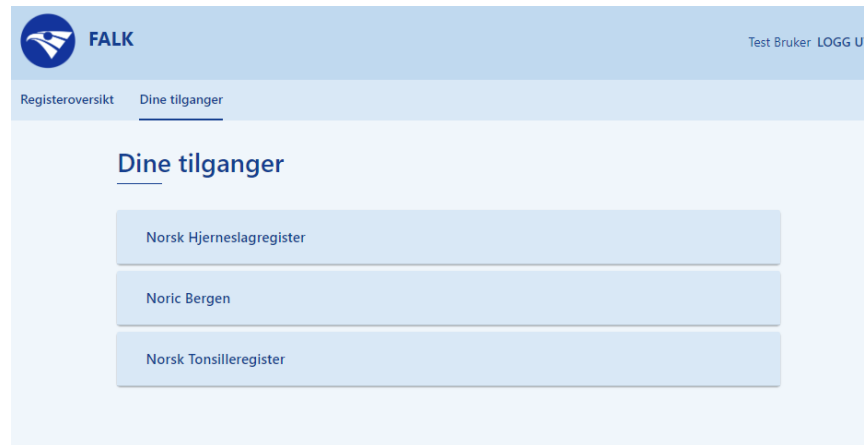 FALK
Test Bruker LOGG U
Registeroversikt Dine tilganger
Dine tilganger
Norsk Hjerneslagregister
Noric Bergen
Norsk Tonsilleregister